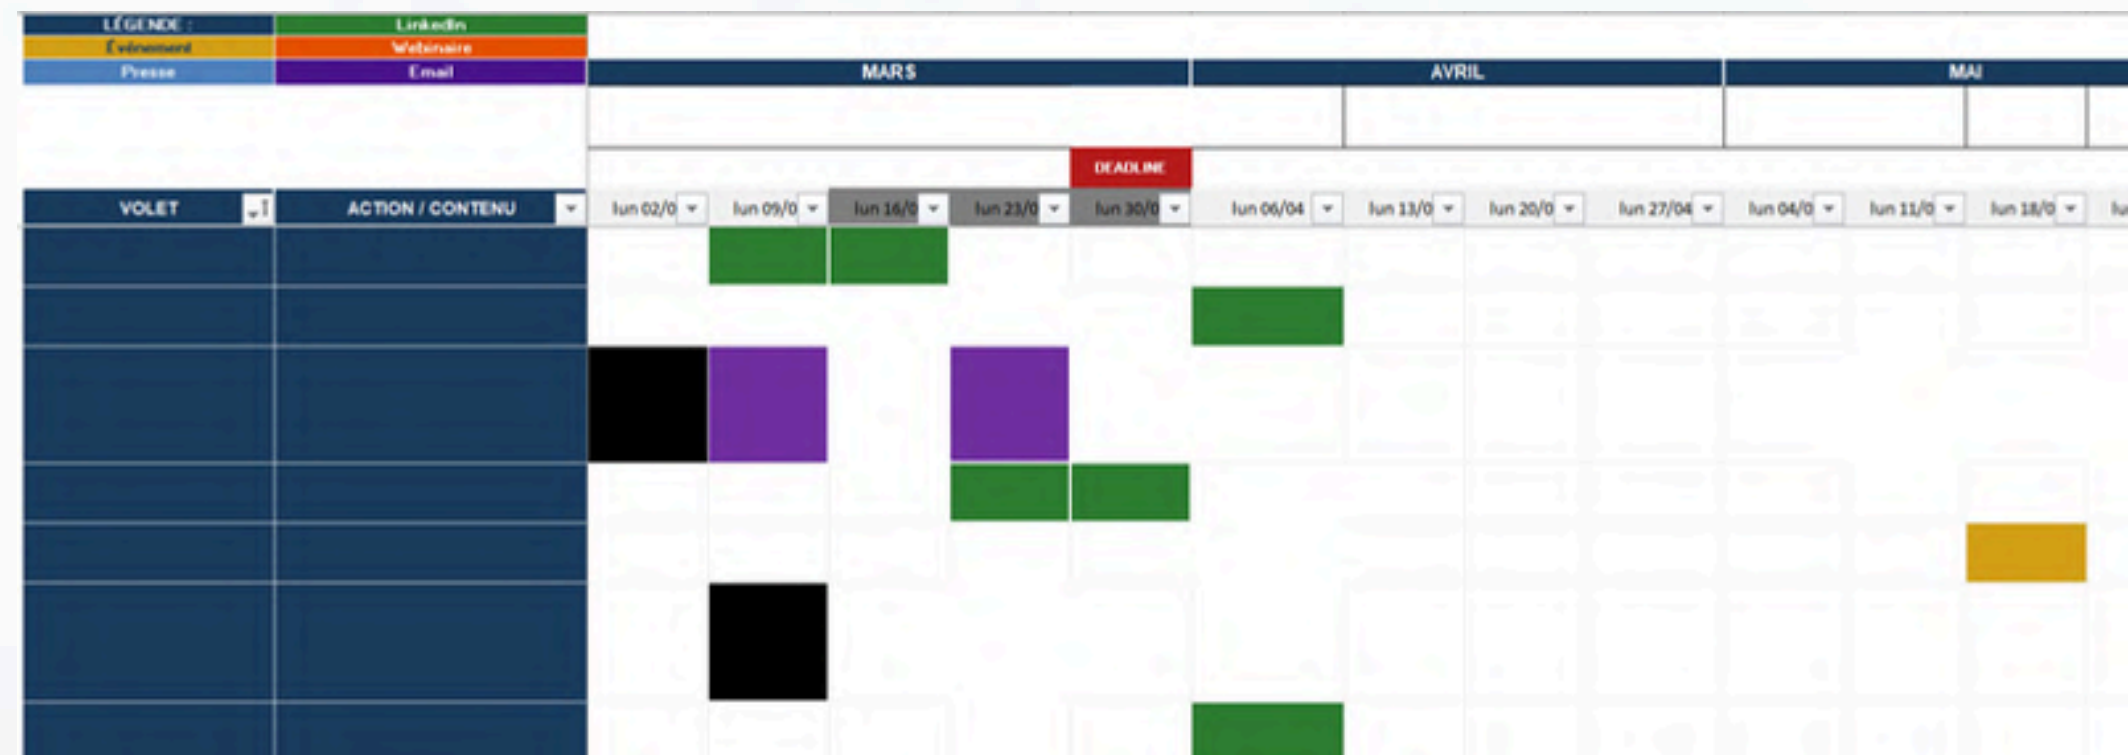 LÉGENDE : LinkedIn
Événement Webinaire
Presse Email MARS AVRIL MAI
DEADLINE
VOLET ACTION / CONTENU lun 02/0 lun 09/0 lun 16/0 lun 23/0 lun 30/0 lun 06/04 lun 13/0 lun 20/0 lun 27/04 lun 04/0 lun 11/0 lun 18/0 lu